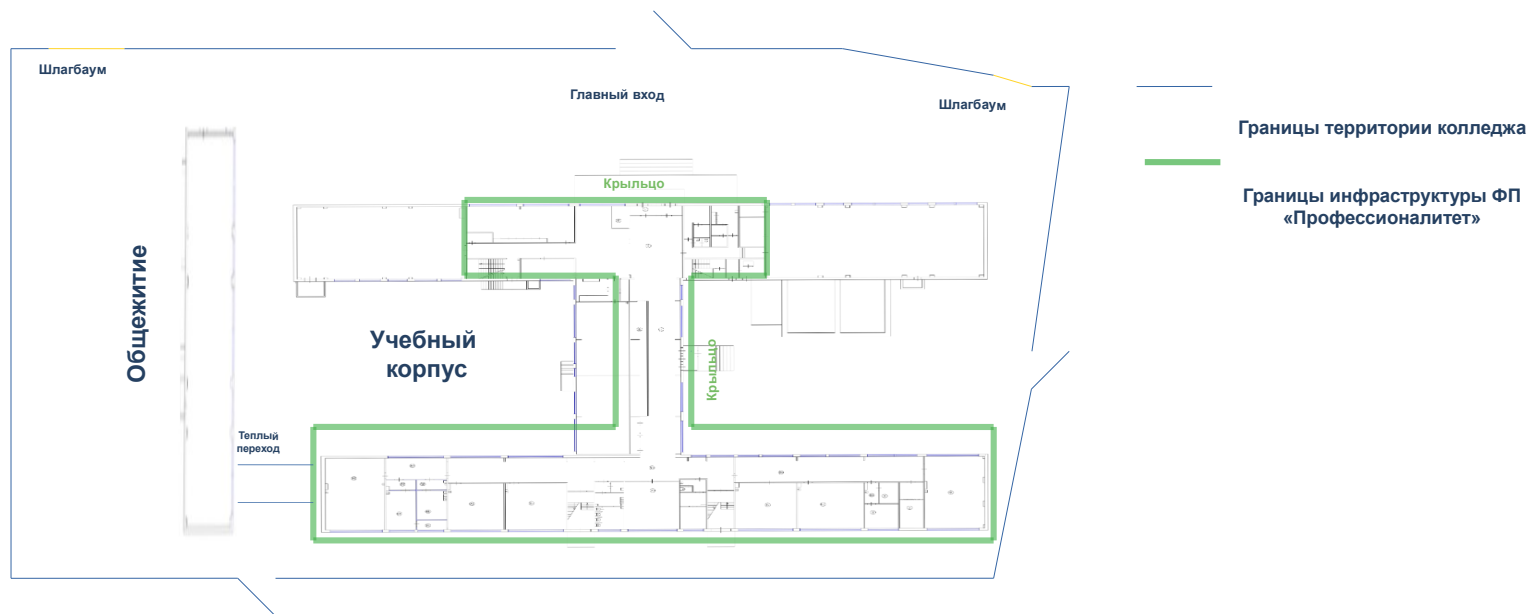 Шлагбаум
Главный вход
Шлагбаум
Границы территории колледжа
Границы инфраструктуры ФП
«Профессионалитет»
Крыльцо
Общежитие
Учебный
корпус
Крыльцо
Теплый
переход